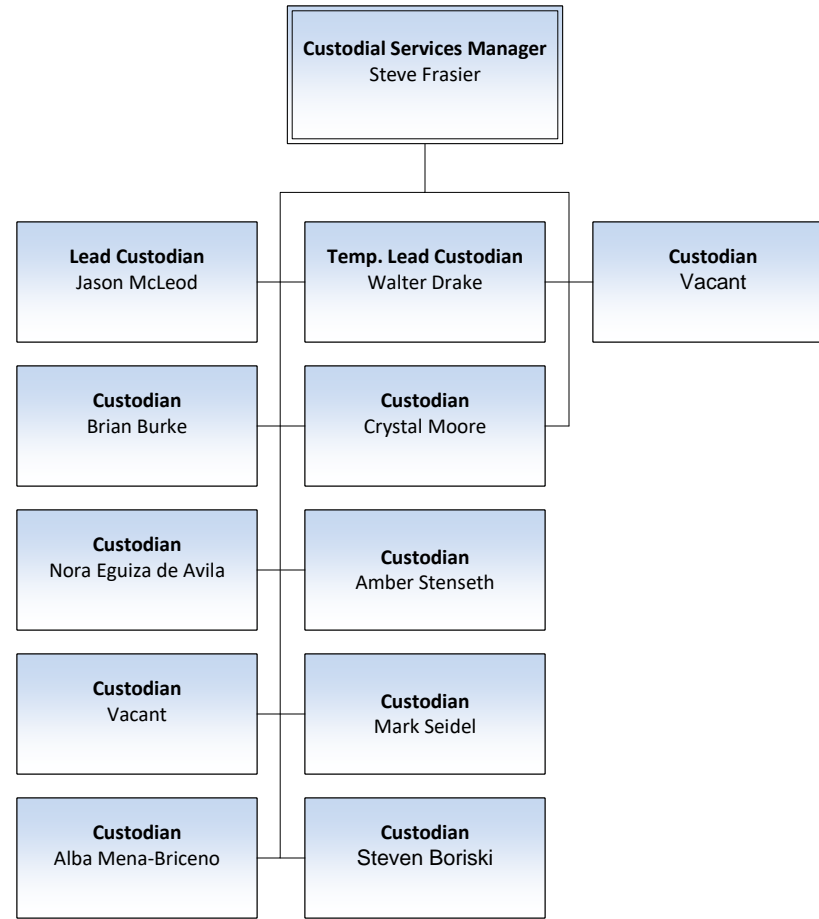 Custodial Services Manager
Steve Frasier
Lead Custodian
Jason McLeod
Temp. Lead Custodian
Walter Drake
Custodian
Vacant
Custodian
Brian Burke
Custodian
Crystal Moore
Custodian
Nora Eguiza de Avila
Custodian
Amber Stenseth
Custodian
Vacant
Custodian
Mark Seidel
Custodian
Alba Mena-Briceno
Custodian
Steven Boriski